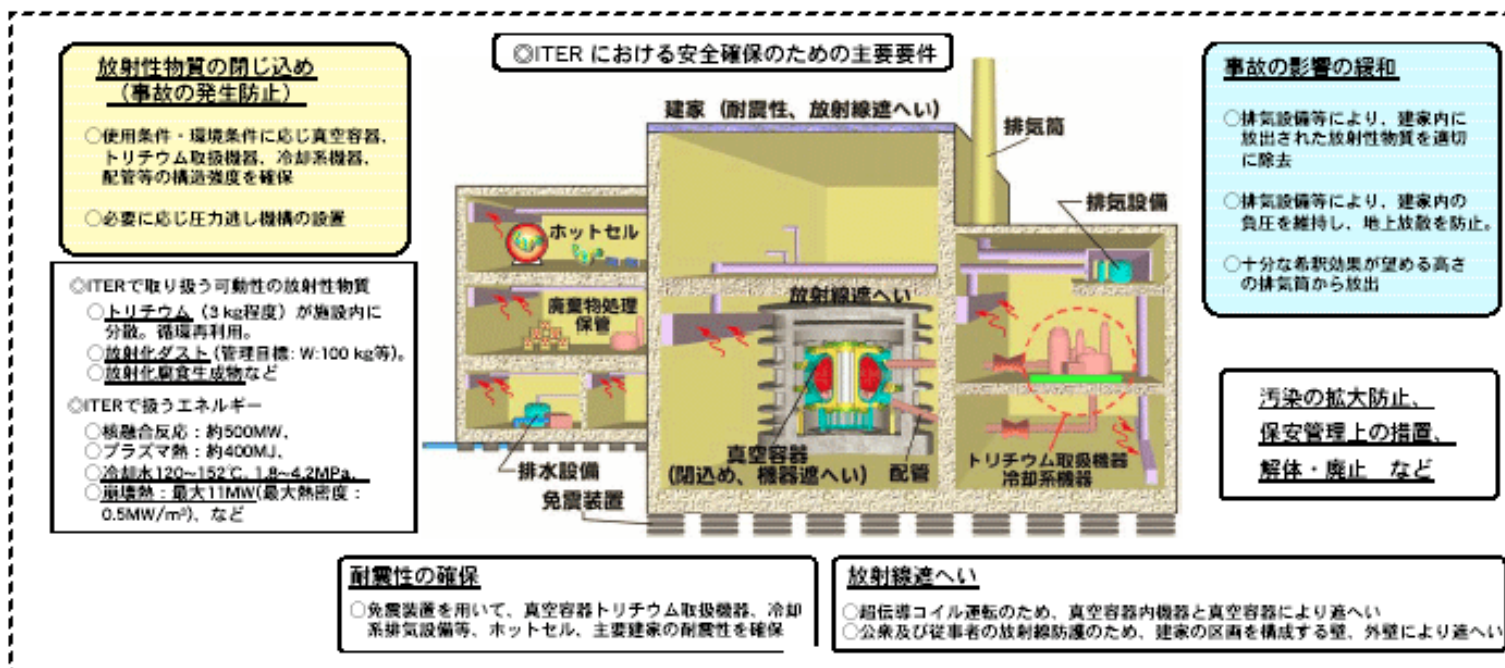 ◎ITER における安全確保のための主要要件
放射性物質の閉じ込め
(事故の発生防止)
○使用条件・環境条件に応じ真空容器、
トリチウム取扱機器、冷却系機器、
配管等の構造強度を確保
○必要に応じ圧力逃し機構の設置
◎ITERで取り扱う可動性の放射性物質
○トリチウム (3 kg程度) が施設内に
分散。循環再利用。
○放射化ダスト (管理目標: W:100 kg等)。
○放射化腐食生成物など
◎ITERで扱うエネルギー
○核融合反応:約500MW、
○プラズマ熱:約400MJ、
○冷却水120~152℃、1.8~4.2MPa、
○崩壊熱:最大11MW(最大熱密度:
0.5MW/m³)、など
建家 (耐震性、放射線遮へい)
排気筒
排気設備
ホットセル
放射線遮へい
廃棄物処理
保管
排水設備
免震装置
真空容器
(閉込め、機器遮へい)
配管
トリチウム取扱機器
冷却系機器
事故の影響の緩和
○排気設備等により、建家内に
放出された放射性物質を適切
に除去
○排気設備等により、建家内の
負圧を維持し、地上放散を防止。
○十分な希釈効果が望める高さ
の排気筒から放出
汚染の拡大防止、
保安管理上の措置、
解体・廃止 など
耐震性の確保
○免震装置を用いて、真空容器トリチウム取扱機器、冷却
系排気設備等、ホットセル、主要建家の耐震性を確保
放射線遮へい
○超伝導コイル運転のため、真空容器内機器と真空容器により遮へい
○公衆及び従事者の放射線防護のため、建家の区画を構成する壁、外壁により遮へい